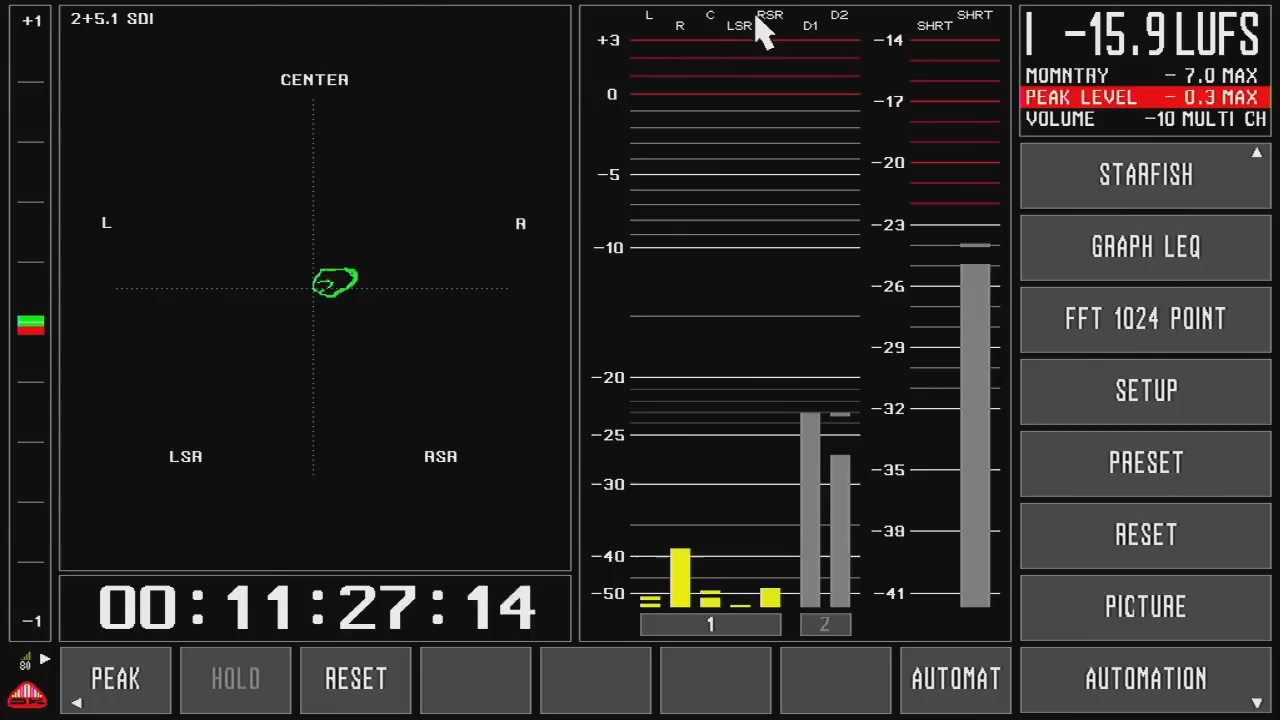 +1
2+5.1 SDI
CENTER
L
R
LSR
RSR
-1
00:11:27:14
L
R
C
LSR
RSR
D1
D2
+3
0
-5
-10
-20
-25
-30
-40
-50
1
2
SHRT
SHRT
-14
-17
-20
-23
-26
-29
-32
-35
-38
-41
I -15.9 LUFS
MOMNTRY - 7.0 MAX
PEAK LEVEL - 0.3 MAX
VOLUME -10 MULTI CH
STARFISH
GRAPH LEQ
FFT 1024 POINT
SETUP
PRESET
RESET
PICTURE
AUTOMATION
80
PEAK
HOLD
RESET
AUTOMAT